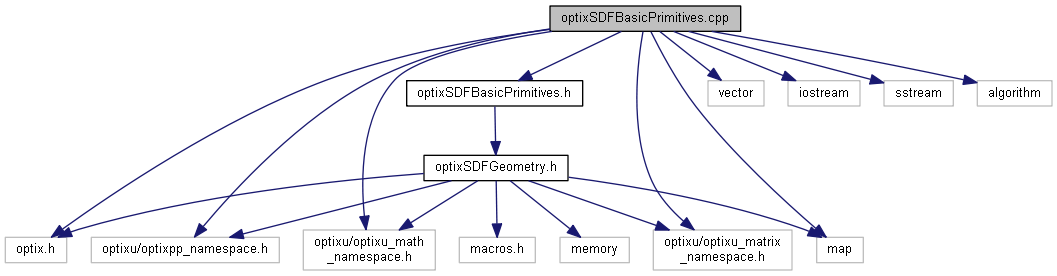 optixSDFBasicPrimitives.cpp
optixSDFBasicPrimitives.h
vector
iostream
sstream
algorithm
optixSDFGeometry.h
optix.h
optixu/optixpp_namespace.h
optixu/optixu_math
_namespace.h
macros.h
memory
optixu/optixu_matrix
_namespace.h
map